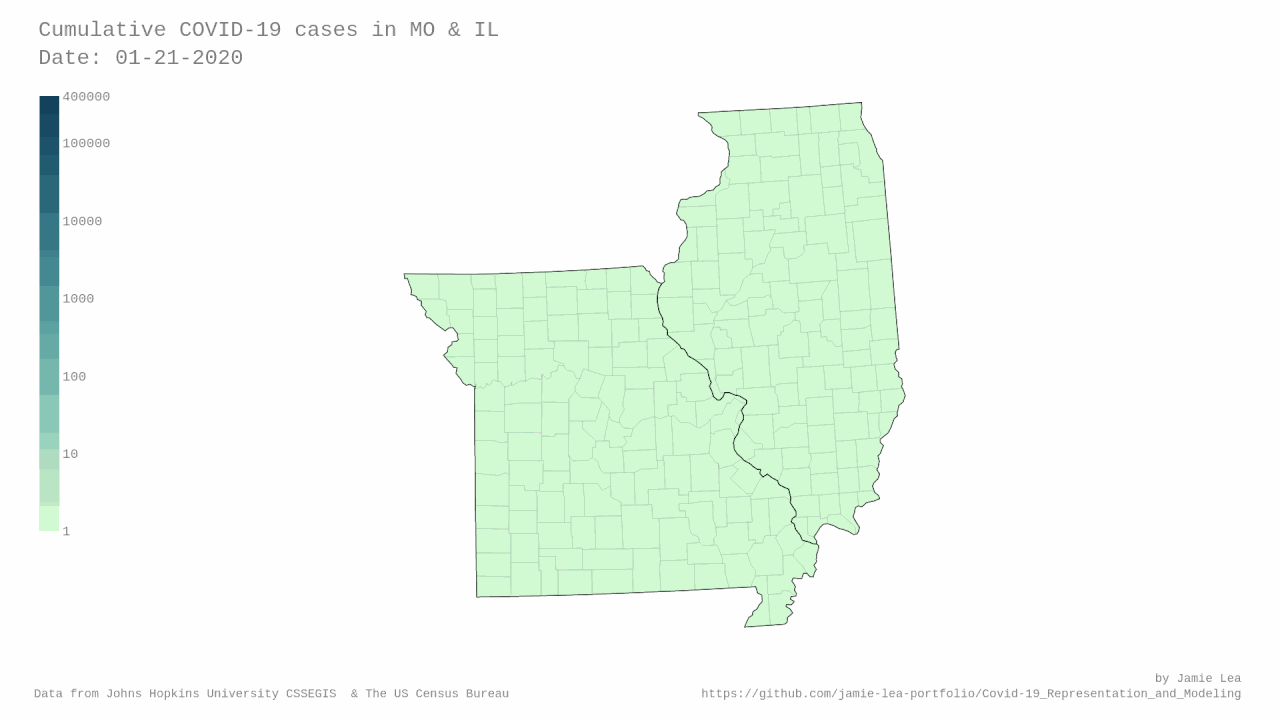 Cumulative COVID-19 cases in MO & IL
Date: 01-21-2020
400000
100000
10000
1000
100
10
1
by Jamie Lea
Data from Johns Hopkins University CSSEGIS  & The US Census Bureau
https://github.com/jamie-lea-portfolio/Covid-19_Representation_and_Modeling